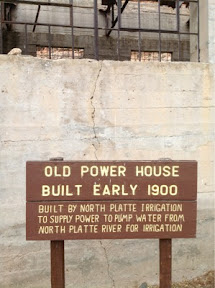 OLD POWER HOUSE
BUILT EARLY 1900
BUILT BY NORTH PLATTE IRRIGATION
TO SUPPLY POWER TO PUMP WATER FROM
NORTH PLATTE RIVER FOR IRRIGATION